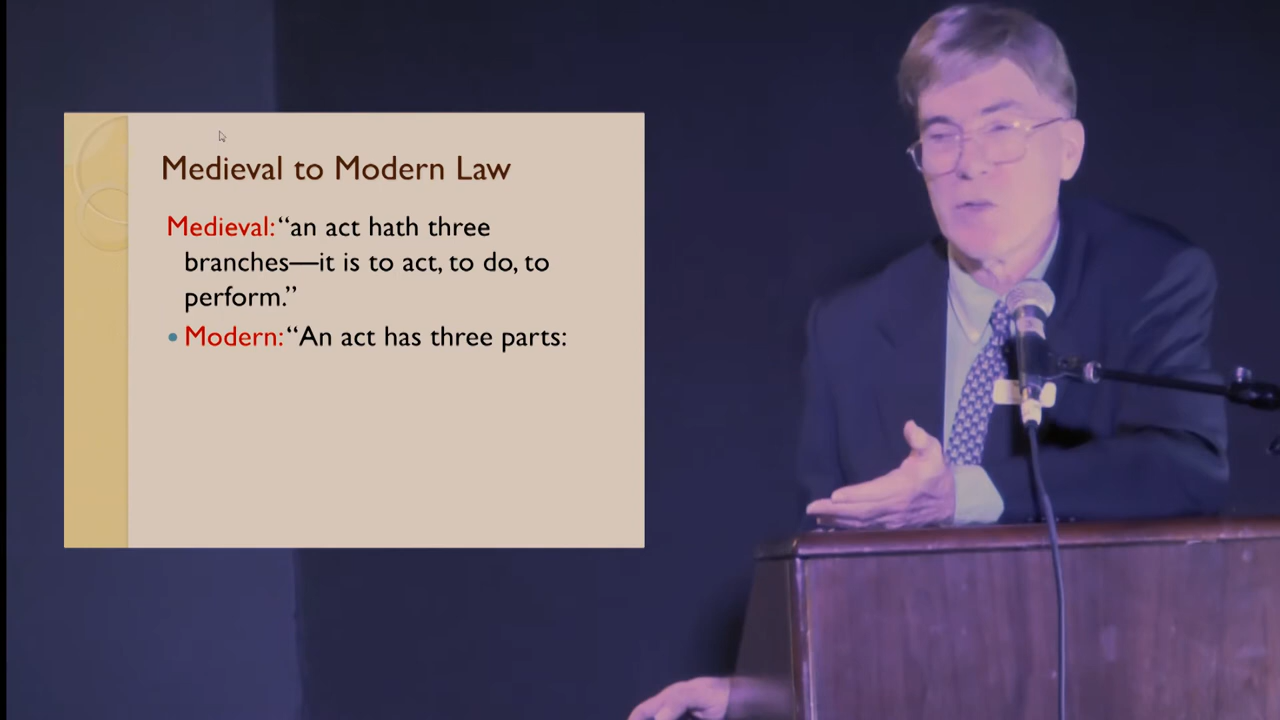 Medieval to Modern Law
Medieval: “an act hath three
branches—it is to act, to do, to
perform.”
• Modern: “An act has three parts: